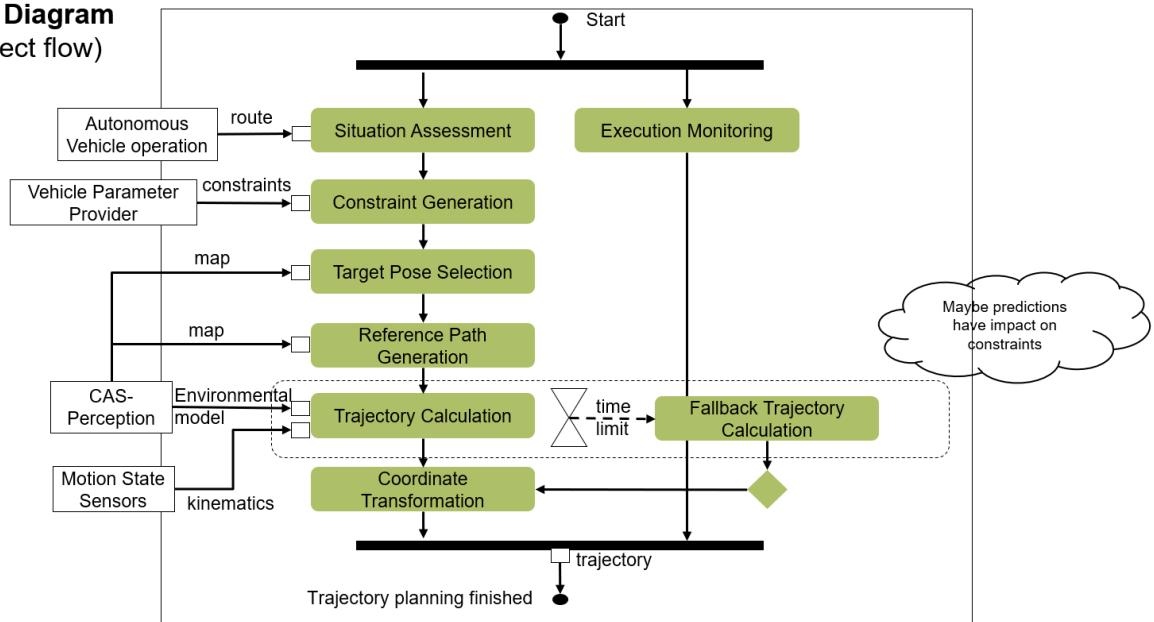 Diagram
ect flow)
Start
Autonomous
Vehicle operation
route
Situation Assessment
Execution Monitoring
Vehicle Parameter
Provider
constraints
Constraint Generation
map
Target Pose Selection
Maybe predictions
have impact on
constraints
map
Reference Path
Generation
CAS-
Perception
Environmental
model
Trajectory Calculation
time
limit
Fallback Trajectory
Calculation
Motion State
Sensors
kinematics
Coordinate
Transformation
trajectory
Trajectory planning finished